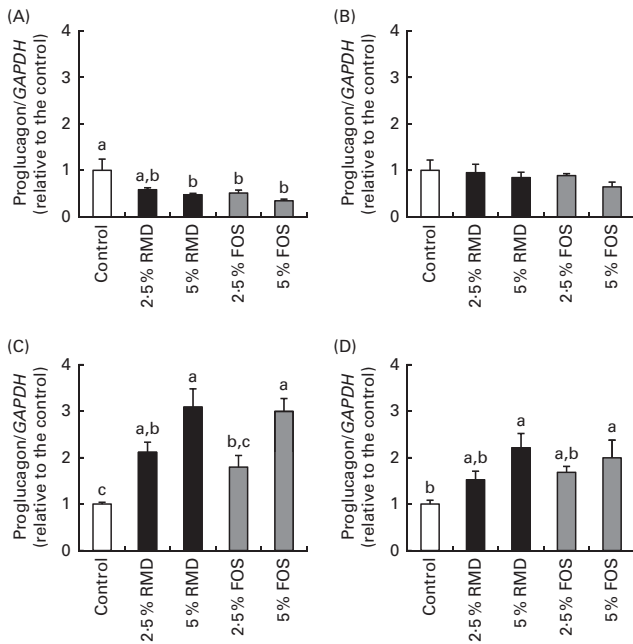 (A)
Proglucagon/GAPDH
(relative to the control)
4
3
2
1
0
a
a,b
b
b
b
Control
2·5% RMD
5% RMD
2·5% FOS
5% FOS
(B)
Proglucagon/GAPDH
(relative to the control)
4
3
2
1
0
Control
2·5% RMD
5% RMD
2·5% FOS
5% FOS
(C)
Proglucagon/GAPDH
(relative to the control)
4
3
2
1
0
c
a,b
a
b,c
a
Control
2·5% RMD
5% RMD
2·5% FOS
5% FOS
(D)
Proglucagon/GAPDH
(relative to the control)
4
3
2
1
0
b
a,b
a
a,b
a
Control
2·5% RMD
5% RMD
2·5% FOS
5% FOS